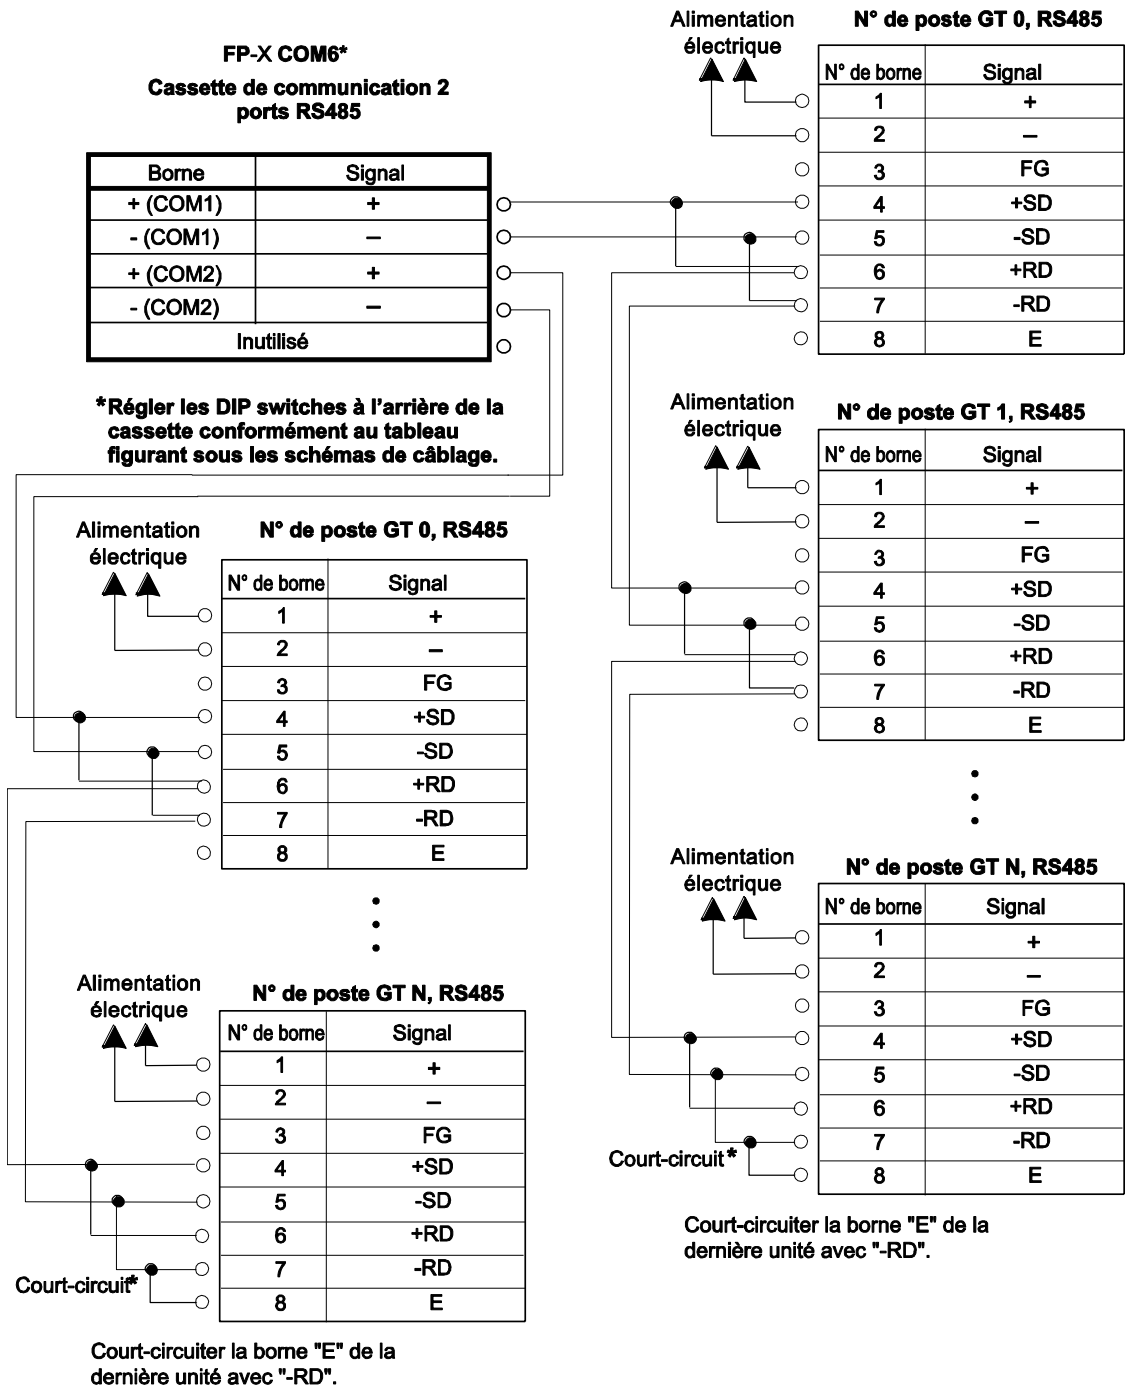 FP-X COM6*
Cassette de communication 2
ports RS485
Borne Signal
+ (COM1) +
- (COM1) –
+ (COM2) +
- (COM2) –
Inutilisé
*Régler les DIP switches à l'arrière de la
cassette conformément au tableau
figurant sous les schémas de câblage.
Alimentation
électrique
N° de poste GT 0, RS485
N° de borne Signal
1 +
2 –
3 FG
4 +SD
5 -SD
6 +RD
7 -RD
8 E
Alimentation
électrique
N° de poste GT N, RS485
N° de borne Signal
1 +
2 –
3 FG
4 +SD
5 -SD
6 +RD
7 -RD
8 E
Court-circuit*
Court-circuiter la borne "E" de la
dernière unité avec "-RD".
Alimentation
électrique
N° de poste GT 0, RS485
N° de borne Signal
1 +
2 –
3 FG
4 +SD
5 -SD
6 +RD
7 -RD
8 E
Alimentation
électrique
N° de poste GT 1, RS485
N° de borne Signal
1 +
2 –
3 FG
4 +SD
5 -SD
6 +RD
7 -RD
8 E
Alimentation
électrique
N° de poste GT N, RS485
N° de borne Signal
1 +
2 –
3 FG
4 +SD
5 -SD
6 +RD
7 -RD
8 E
Court-circuit*
Court-circuiter la borne "E" de la
dernière unité avec "-RD".